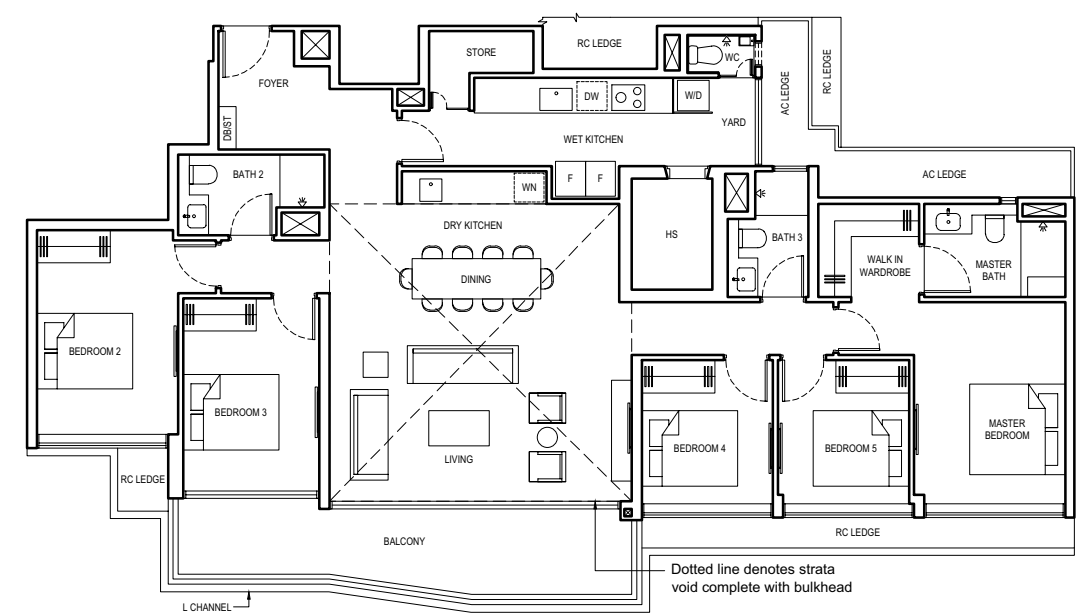 RC LEDGE
STORE
WC
FOYER
AC LEDGE
RC LEDGE
DW
W/D
YARD
DB/ST
WET KITCHEN
BATH 2
F
F
AC LEDGE
WN
DRY KITCHEN
HS
BATH 3
WALK IN
WARDROBE
MASTER
BATH
DINING
BEDROOM 2
BEDROOM 3
LIVING
BEDROOM 4
BEDROOM 5
MASTER
BEDROOM
RC LEDGE
RC LEDGE
BALCONY
Dotted line denotes strata
void complete with bulkhead
L CHANNEL